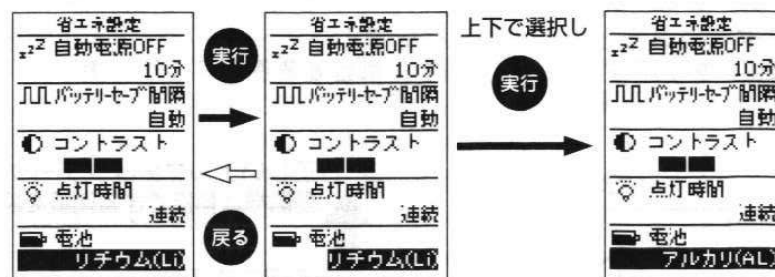 省エネ設定
zzZ 自動電源OFF
10分
バッテリーセーブ間隔
自動
コントラスト
点灯時間
連続
電池
リチウム(Li)
実行
戻る
省エネ設定
zzZ 自動電源OFF
10分
バッテリーセーブ間隔
自動
コントラスト
点灯時間
連続
電池
リチウム(Li)
上下で選択し
実行
省エネ設定
zzZ 自動電源OFF
10分
バッテリーセーブ間隔
自動
コントラスト
点灯時間
連続
電池
アルカリ(AL)